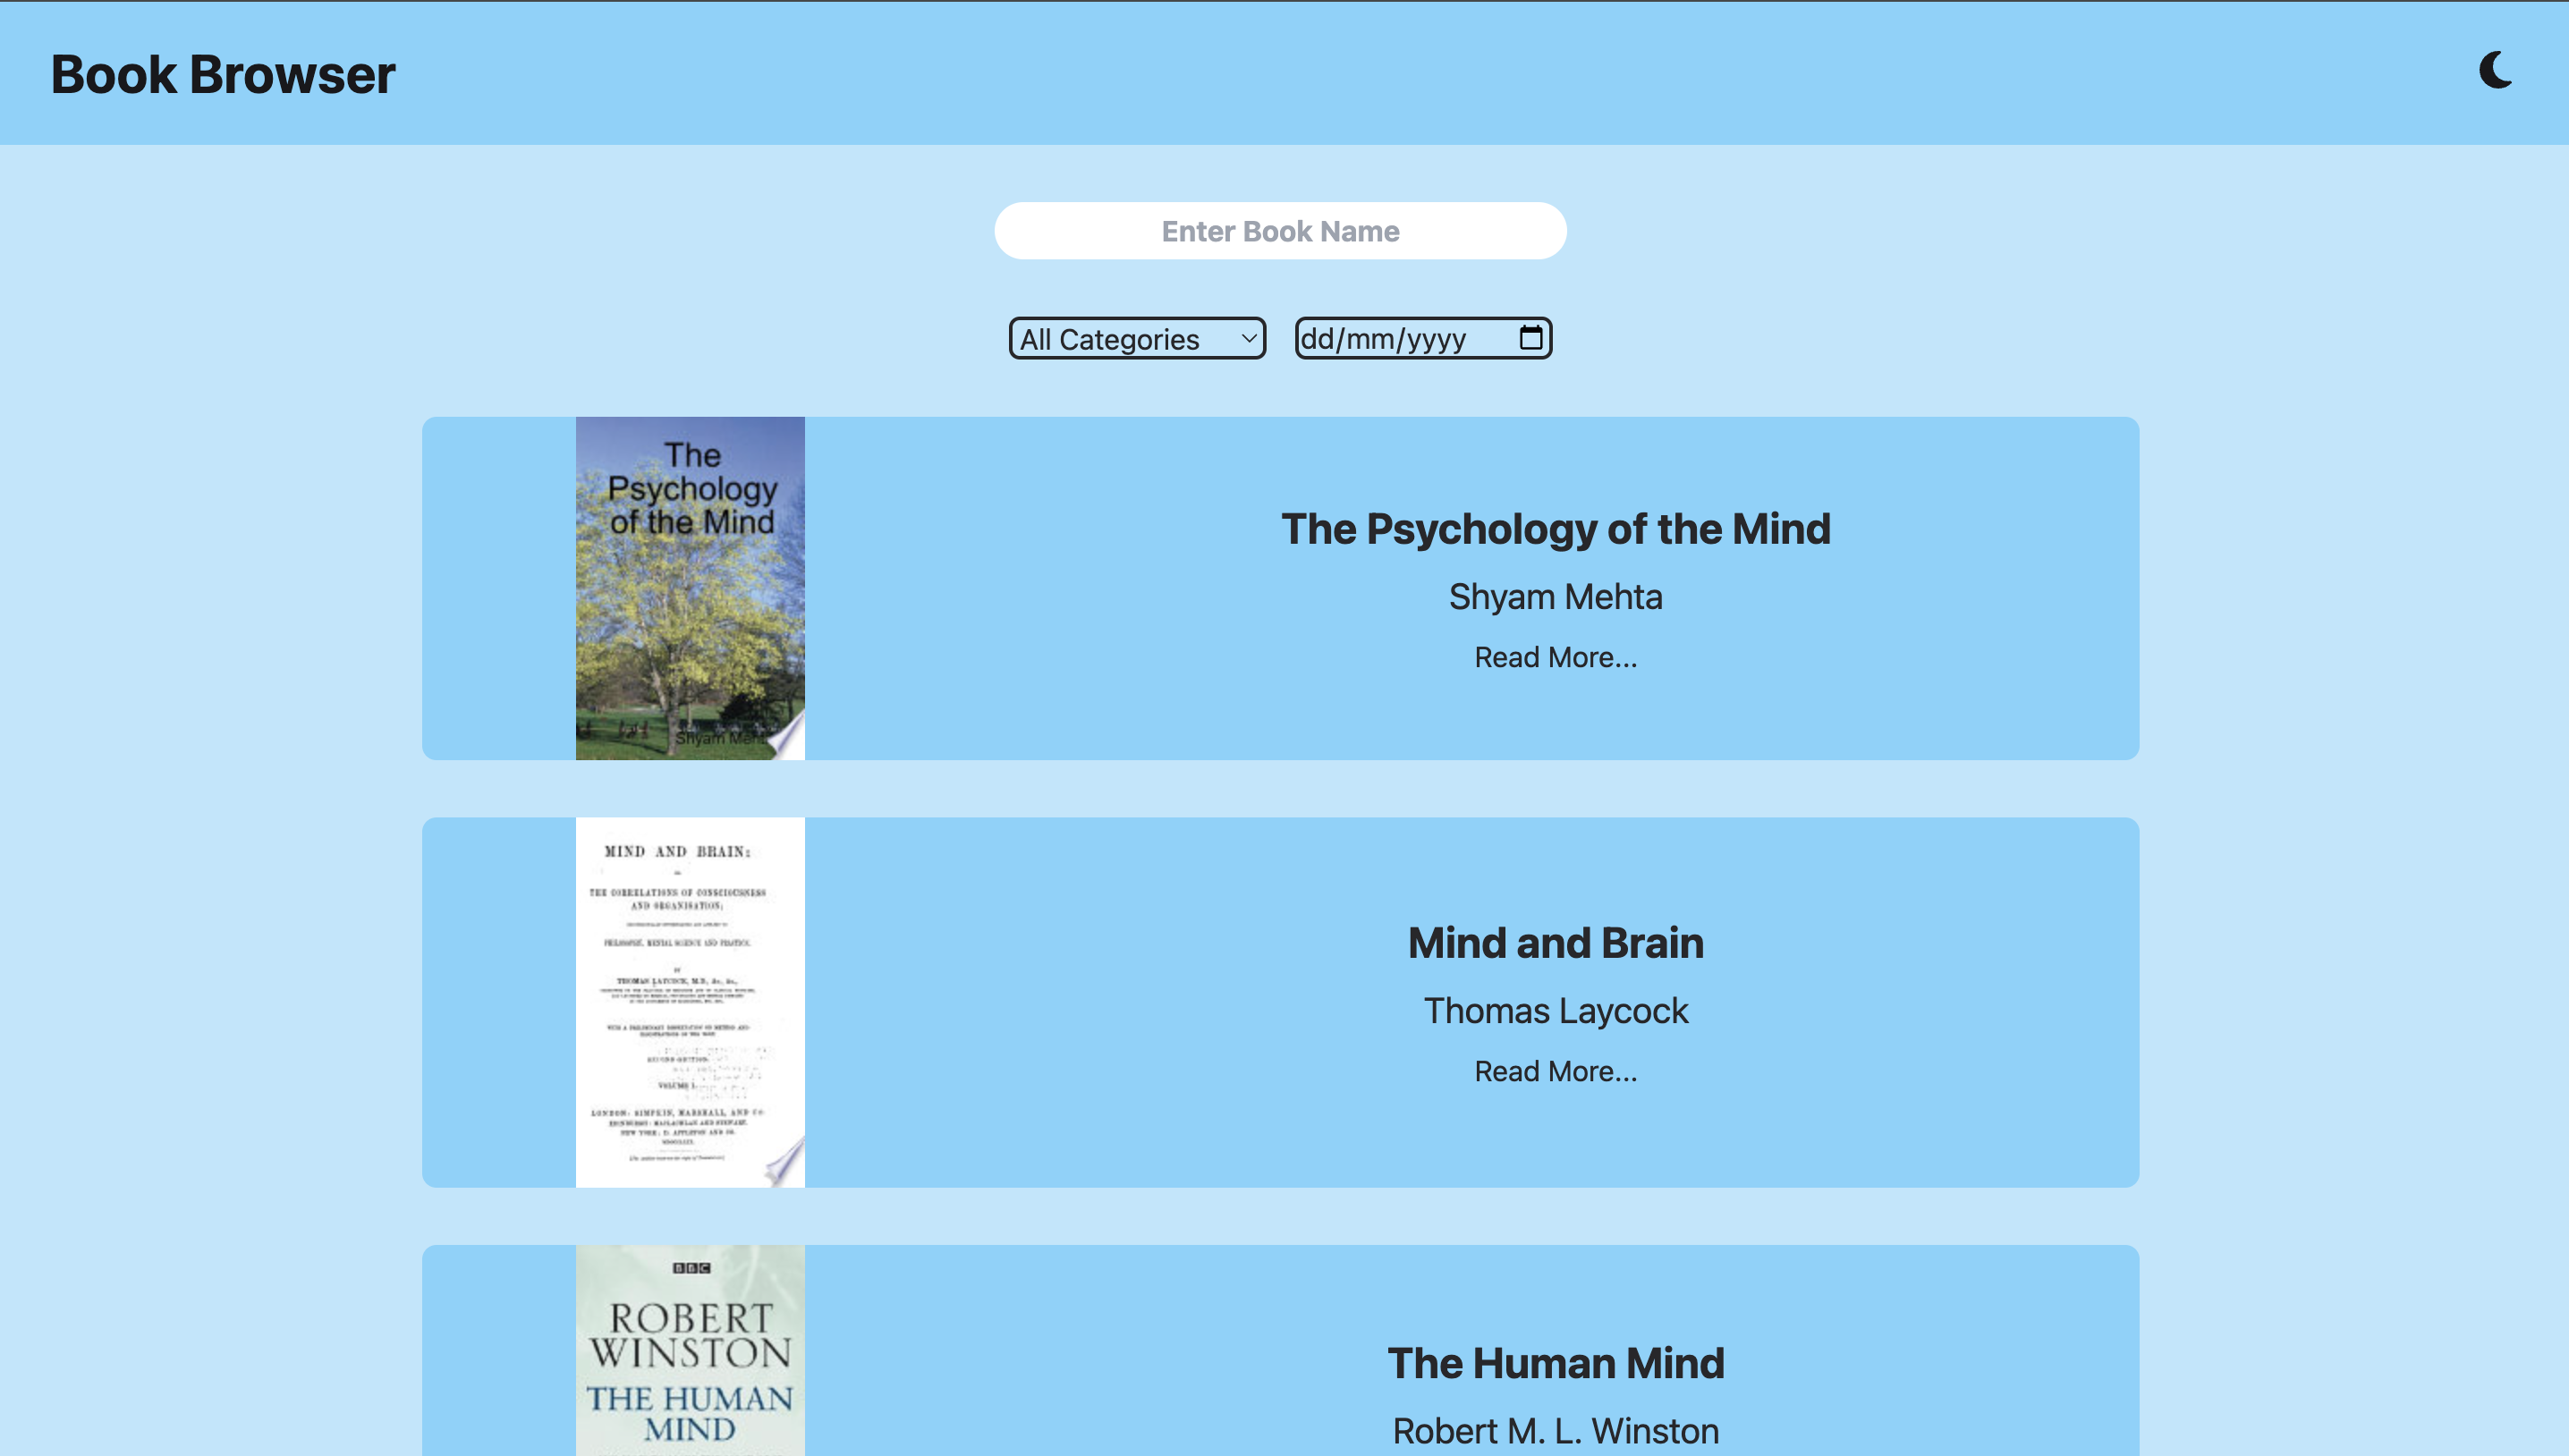 Book Browser
Enter Book Name
All Categories
dd/mm/yyyy
The
Psychology
of the Mind
Shyam
The Psychology of the Mind
Shyam Mehta
Read More...
MIND AND BRAIN:
THE CORRELATIONS OF CONSCIOUSNESS
AND ORGANISATION;
PHILOSOPHY, MENTAL SCIENCE AND PRACTICE.
BY
THOMAS LAYCOCK, M.D., &c., &c.,
SECOND EDITION.
VOLUME I.
LONDON: SIMPKIN, MARSHALL, AND CO.
EDINBURGH: MACLACHLAN AND STEWART.
NEW YORK: D. APPLETON AND CO.
Mind and Brain
Thomas Laycock
Read More...
BBC
ROBERT
WINSTON
THE HUMAN
MIND
The Human Mind
Robert M. L. Winston